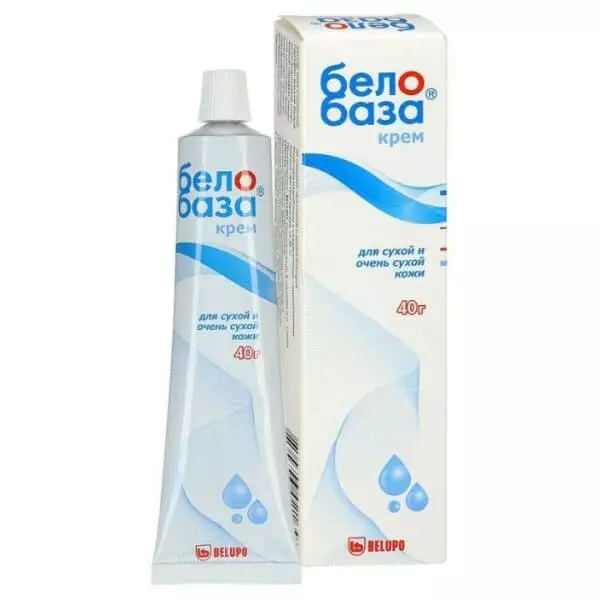 бело
база®
крем
для сухой и
очень сухой
кожи
40г
BELUPO
бело
база®
крем
для сухой и
очень сухой
кожи
40г
BELUPO